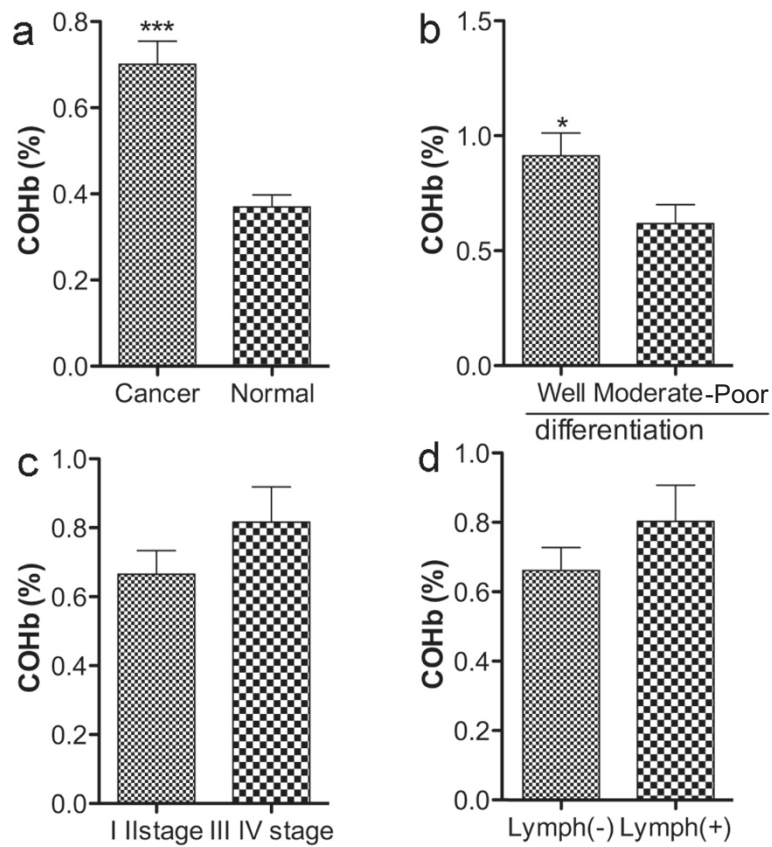 a
COHb (%)
0.8
0.6
0.4
0.2
0.0
***
Cancer Normal
b
COHb (%)
1.5
1.0
0.5
0.0
*
Well Moderate-Poor
differentiation
c
COHb (%)
1.0
0.8
0.6
0.4
0.2
0.0
I IIstage III IV stage
d
COHb (%)
1.0
0.8
0.6
0.4
0.2
0.0
Lymph(-) Lymph(+)